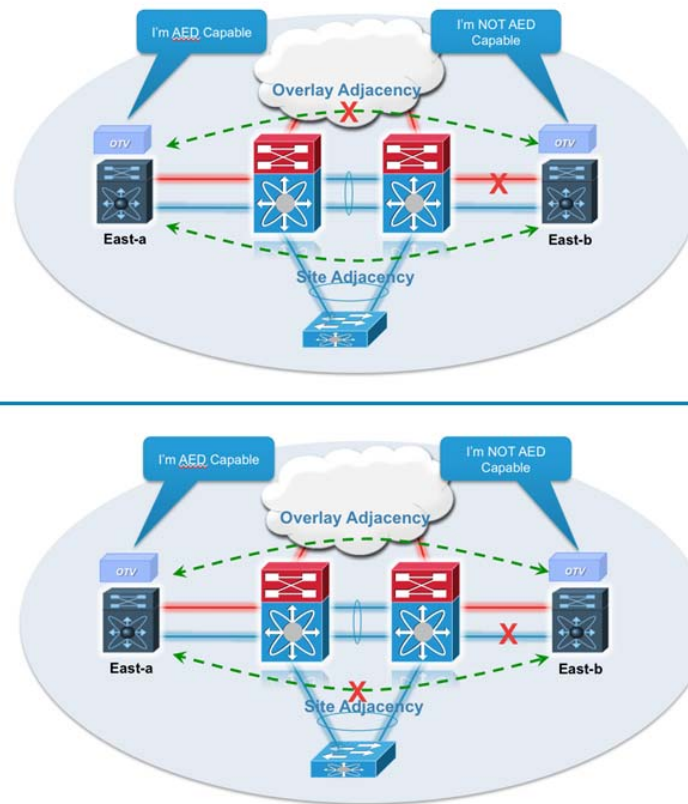 I'm AED Capable
I'm NOT AED
Capable
Overlay Adjacency
X
OTV
OTV
X
East-a
East-b
Site Adjacency
I'm AED Capable
I'm NOT AED
Capable
Overlay Adjacency
OTV
OTV
X
East-a
East-b
X
Site Adjacency